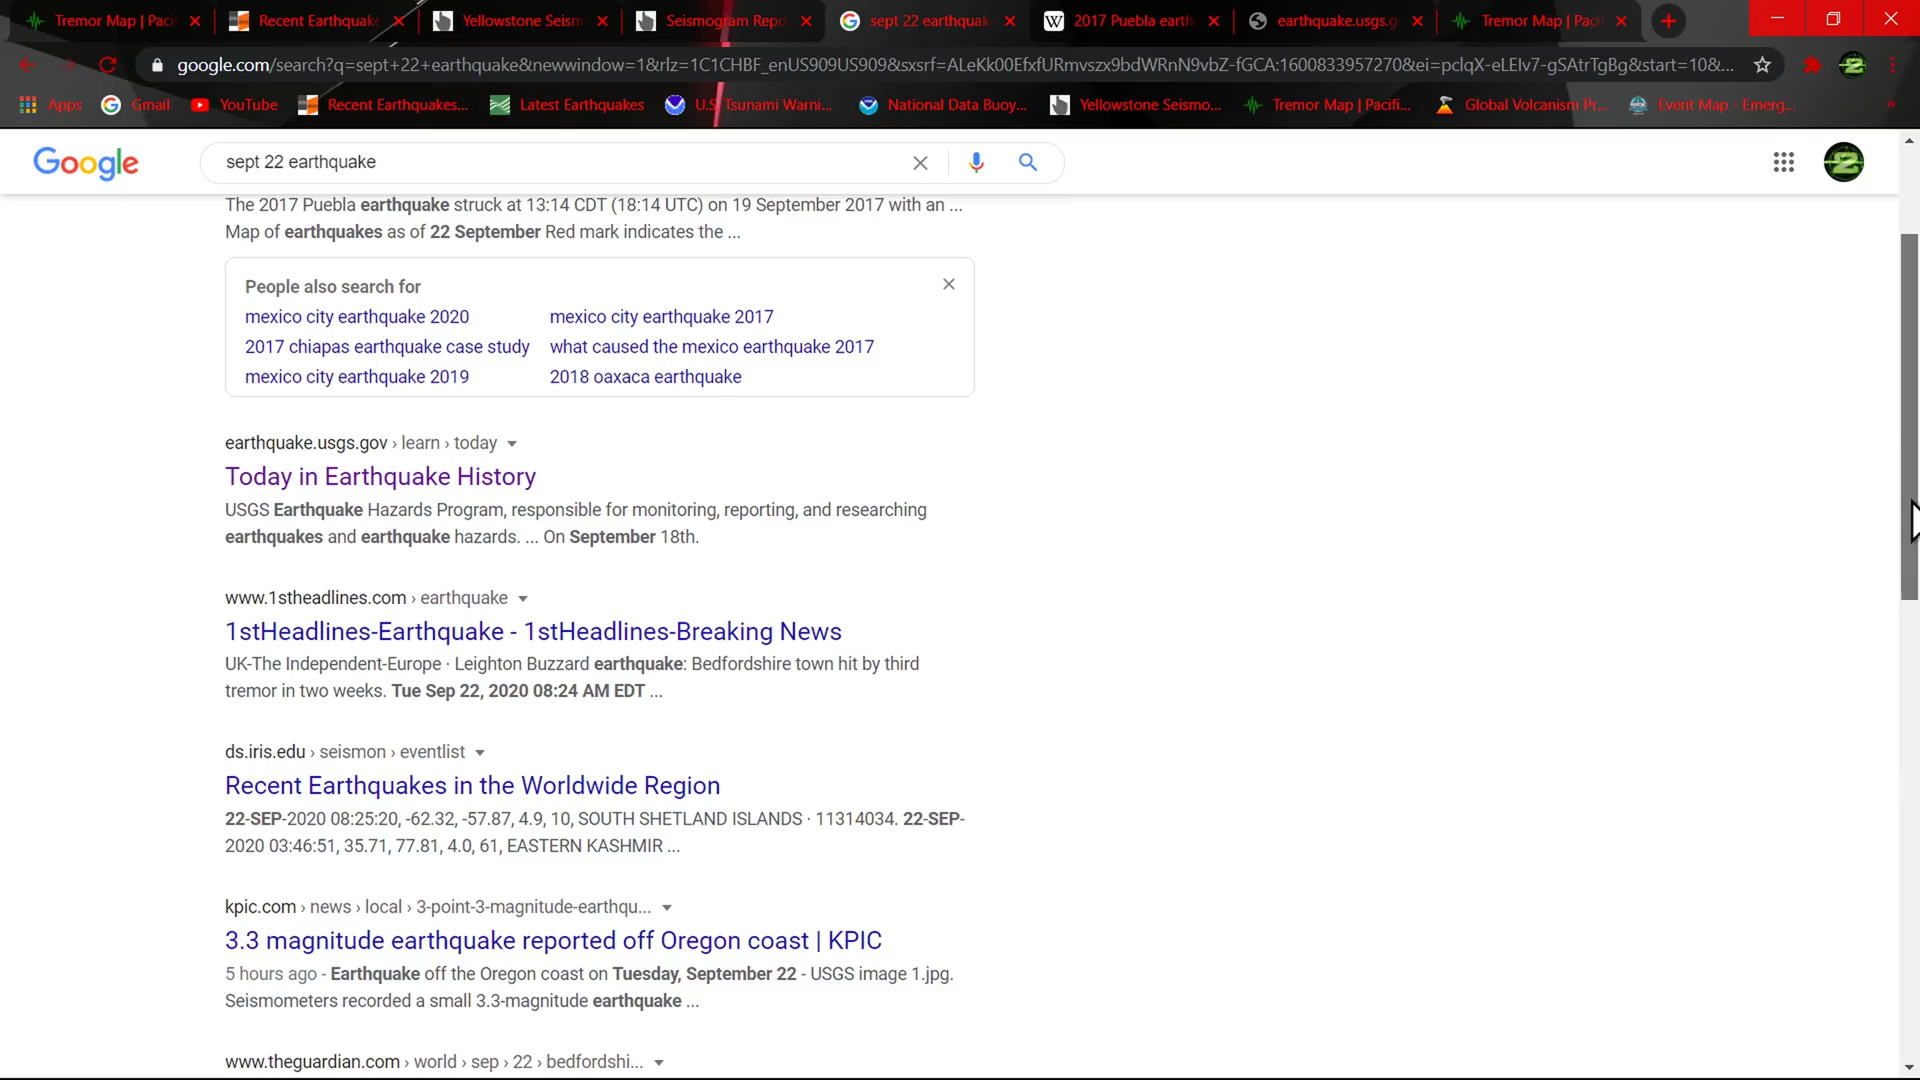 Tremor Map | Paci
Recent Earthquake
Yellowstone Seism
Seismogram Repo
sept 22 earthquak
2017 Puebla earth
earthquake.usgs.g
Tremor Map | Paci
google.com/search?q=sept+22+earthquake&newwindow=1&rlz=1C1CHBF_enUS909US909&sxsrf=ALeKk00EfxfURmvszx9bdWRnN9vbZ-fGCA:1600833957270&ei=pclqX-eLEIv7-gSAtrTgBg&start=10&...
Apps
Gmail
YouTube
Recent Earthquakes...
Latest Earthquakes
U.S. Tsunami Warni...
National Data Buoy...
Yellowstone Seismo...
Tremor Map | Pacifi...
Global Volcanism Pr...
Event Map - Emerg...
»
Google
sept 22 earthquake
The 2017 Puebla earthquake struck at 13:14 CDT (18:14 UTC) on 19 September 2017 with an ...
Map of earthquakes as of 22 September Red mark indicates the ...
People also search for
mexico city earthquake 2020
mexico city earthquake 2017
2017 chiapas earthquake case study
what caused the mexico earthquake 2017
mexico city earthquake 2019
2018 oaxaca earthquake
earthquake.usgs.gov › learn › today
Today in Earthquake History
USGS Earthquake Hazards Program, responsible for monitoring, reporting, and researching
earthquakes and earthquake hazards. ... On September 18th.
www.1stheadlines.com › earthquake
1stHeadlines-Earthquake - 1stHeadlines-Breaking News
UK-The Independent-Europe · Leighton Buzzard earthquake: Bedfordshire town hit by third
tremor in two weeks. Tue Sep 22, 2020 08:24 AM EDT ...
ds.iris.edu › seismon › eventlist
Recent Earthquakes in the Worldwide Region
22-SEP-2020 08:25:20, -62.32, -57.87, 4.9, 10, SOUTH SHETLAND ISLANDS · 11314034. 22-SEP-
2020 03:46:51, 35.71, 77.81, 4.0, 61, EASTERN KASHMIR ...
kpic.com › news › local › 3-point-3-magnitude-earthqu...
3.3 magnitude earthquake reported off Oregon coast | KPIC
5 hours ago - Earthquake off the Oregon coast on Tuesday, September 22 - USGS image 1.jpg.
Seismometers recorded a small 3.3-magnitude earthquake ...
www.theguardian.com › world › sep › 22 › bedfordshi...